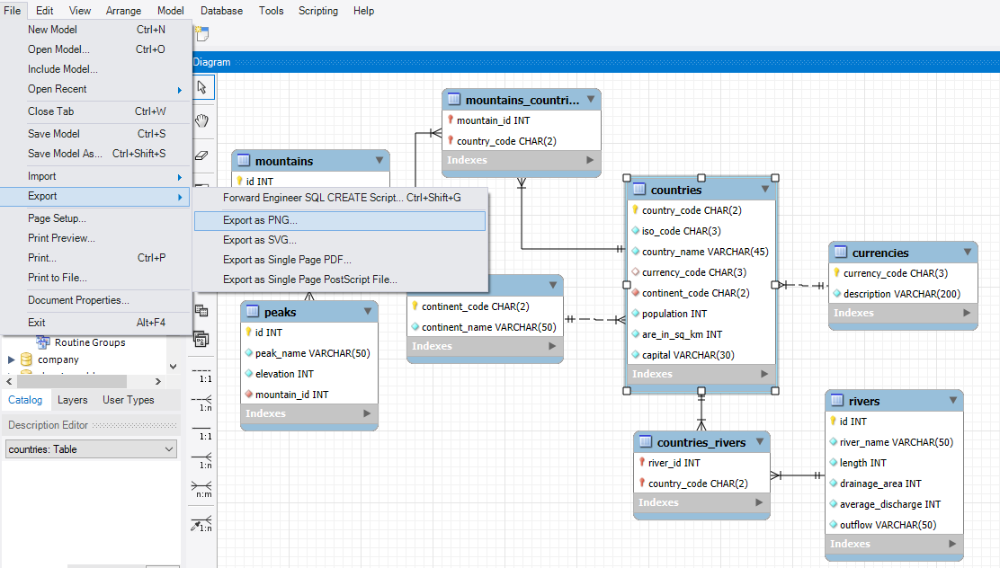 File Edit View Arrange Model Database Tools Scripting Help
New Model Ctrl+N
Open Model... Ctrl+O
Include Model...
Open Recent
Close Tab Ctrl+W
Save Model Ctrl+S
Save Model As... Ctrl+Shift+S
Import
Export
Page Setup...
Print Preview...
Print... Ctrl+P
Print to File...
Document Properties...
Exit Alt+F4
Forward Engineer SQL CREATE Script... Ctrl+Shift+G
Export as PNG...
Export as SVG...
Export as Single Page PDF...
Export as Single Page PostScript File...
Routine Groups
company
Catalog Layers User Types
Description Editor
countries: Table
Diagram
1:1
1:n
1:1
1:n
n:m
1:n
mountains_countri...
mountain_id INT
country_code CHAR(2)
Indexes
mountains
id INT
peaks
id INT
peak_name VARCHAR(50)
elevation INT
mountain_id INT
Indexes
continent_code CHAR(2)
continent_name VARCHAR(50)
Indexes
countries
country_code CHAR(2)
iso_code CHAR(3)
country_name VARCHAR(45)
currency_code CHAR(3)
continent_code CHAR(2)
population INT
are_in_sq_km INT
capital VARCHAR(30)
Indexes
currencies
currency_code CHAR(3)
description VARCHAR(200)
Indexes
countries_rivers
river_id INT
country_code CHAR(2)
Indexes
rivers
id INT
river_name VARCHAR(50)
length INT
drainage_area INT
average_discharge INT
outflow VARCHAR(50)
Indexes